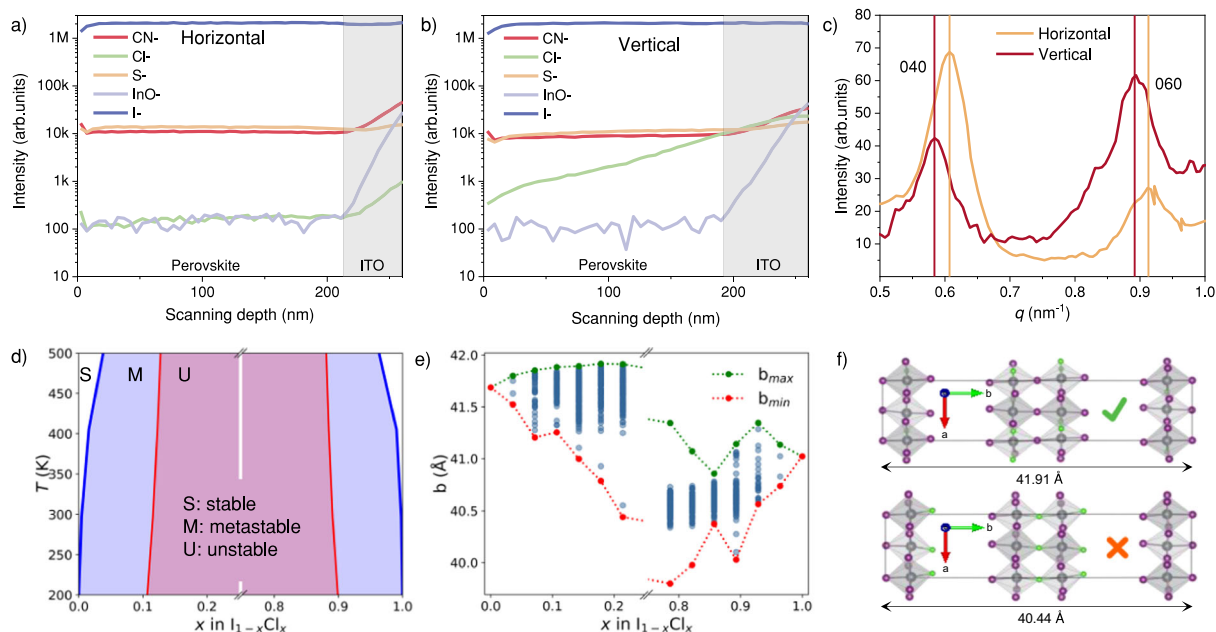 a)
Intensity (arb.units)
1M
100k
10k
1k
100
10
CN-
Cl-
S-
InO-
I-
Horizontal
Perovskite
ITO
0
100
200
Scanning depth (nm)
b)
Intensity (arb.units)
1M
100k
10k
1k
100
10
CN-
Cl-
S-
InO-
I-
Vertical
Perovskite
ITO
0
100
200
Scanning depth (nm)
c)
Intensity (arb.units)
80
70
60
50
40
30
20
10
0
Horizontal
Vertical
040
060
0.5
0.6
0.7
0.8
0.9
1.0
q (nm⁻¹)
d)
T (K)
500
450
400
350
300
250
200
S
M
U
S: stable
M: metastable
U: unstable
0.0
0.1
0.2
0.9
1.0
x in I₁₋ₓClₓ
e)
b (Å)
42.0
41.5
41.0
40.5
40.0
b_max
b_min
0.0
0.1
0.2
0.8
0.9
1.0
x in I₁₋ₓClₓ
f)
b
a
41.91 Å
b
a
40.44 Å